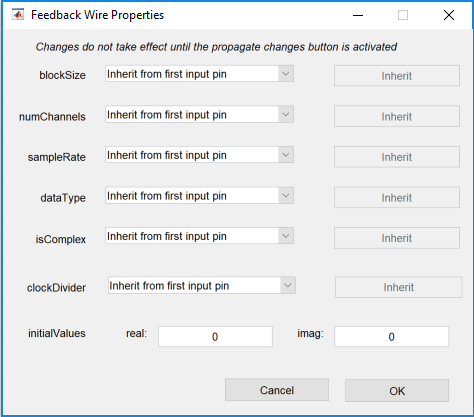 Feedback Wire Properties
Changes do not take effect until the propagate changes button is activated
blockSize Inherit from first input pin Inherit
numChannels Inherit from first input pin Inherit
sampleRate Inherit from first input pin Inherit
dataType Inherit from first input pin Inherit
isComplex Inherit from first input pin Inherit
clockDivider Inherit from first input pin Inherit
initialValues real: 0 imag: 0
Cancel OK